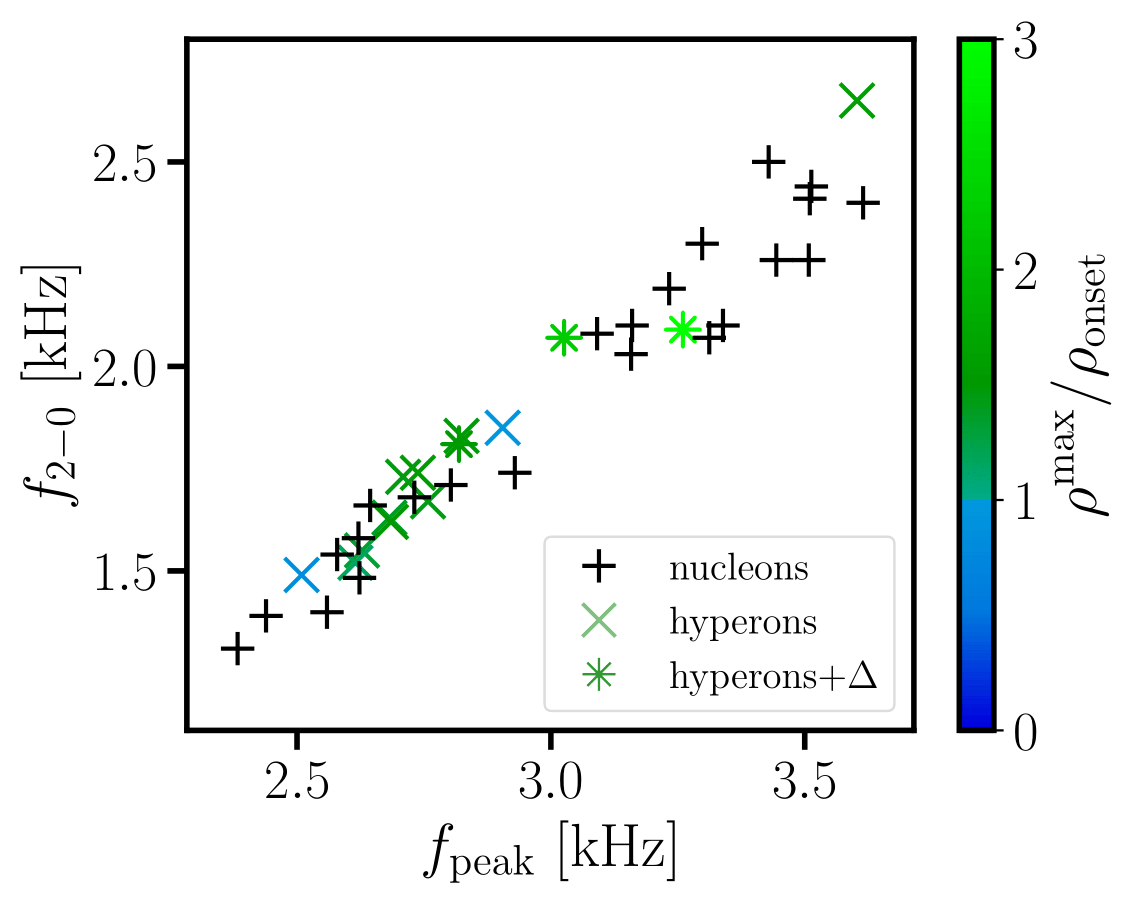 f2−0 [kHz]
2.5
2.0
1.5
2.5 3.0 3.5
fpeak [kHz]
nucleons
hyperons
hyperons+Δ
3
2
1
0
ρmax/ρonset